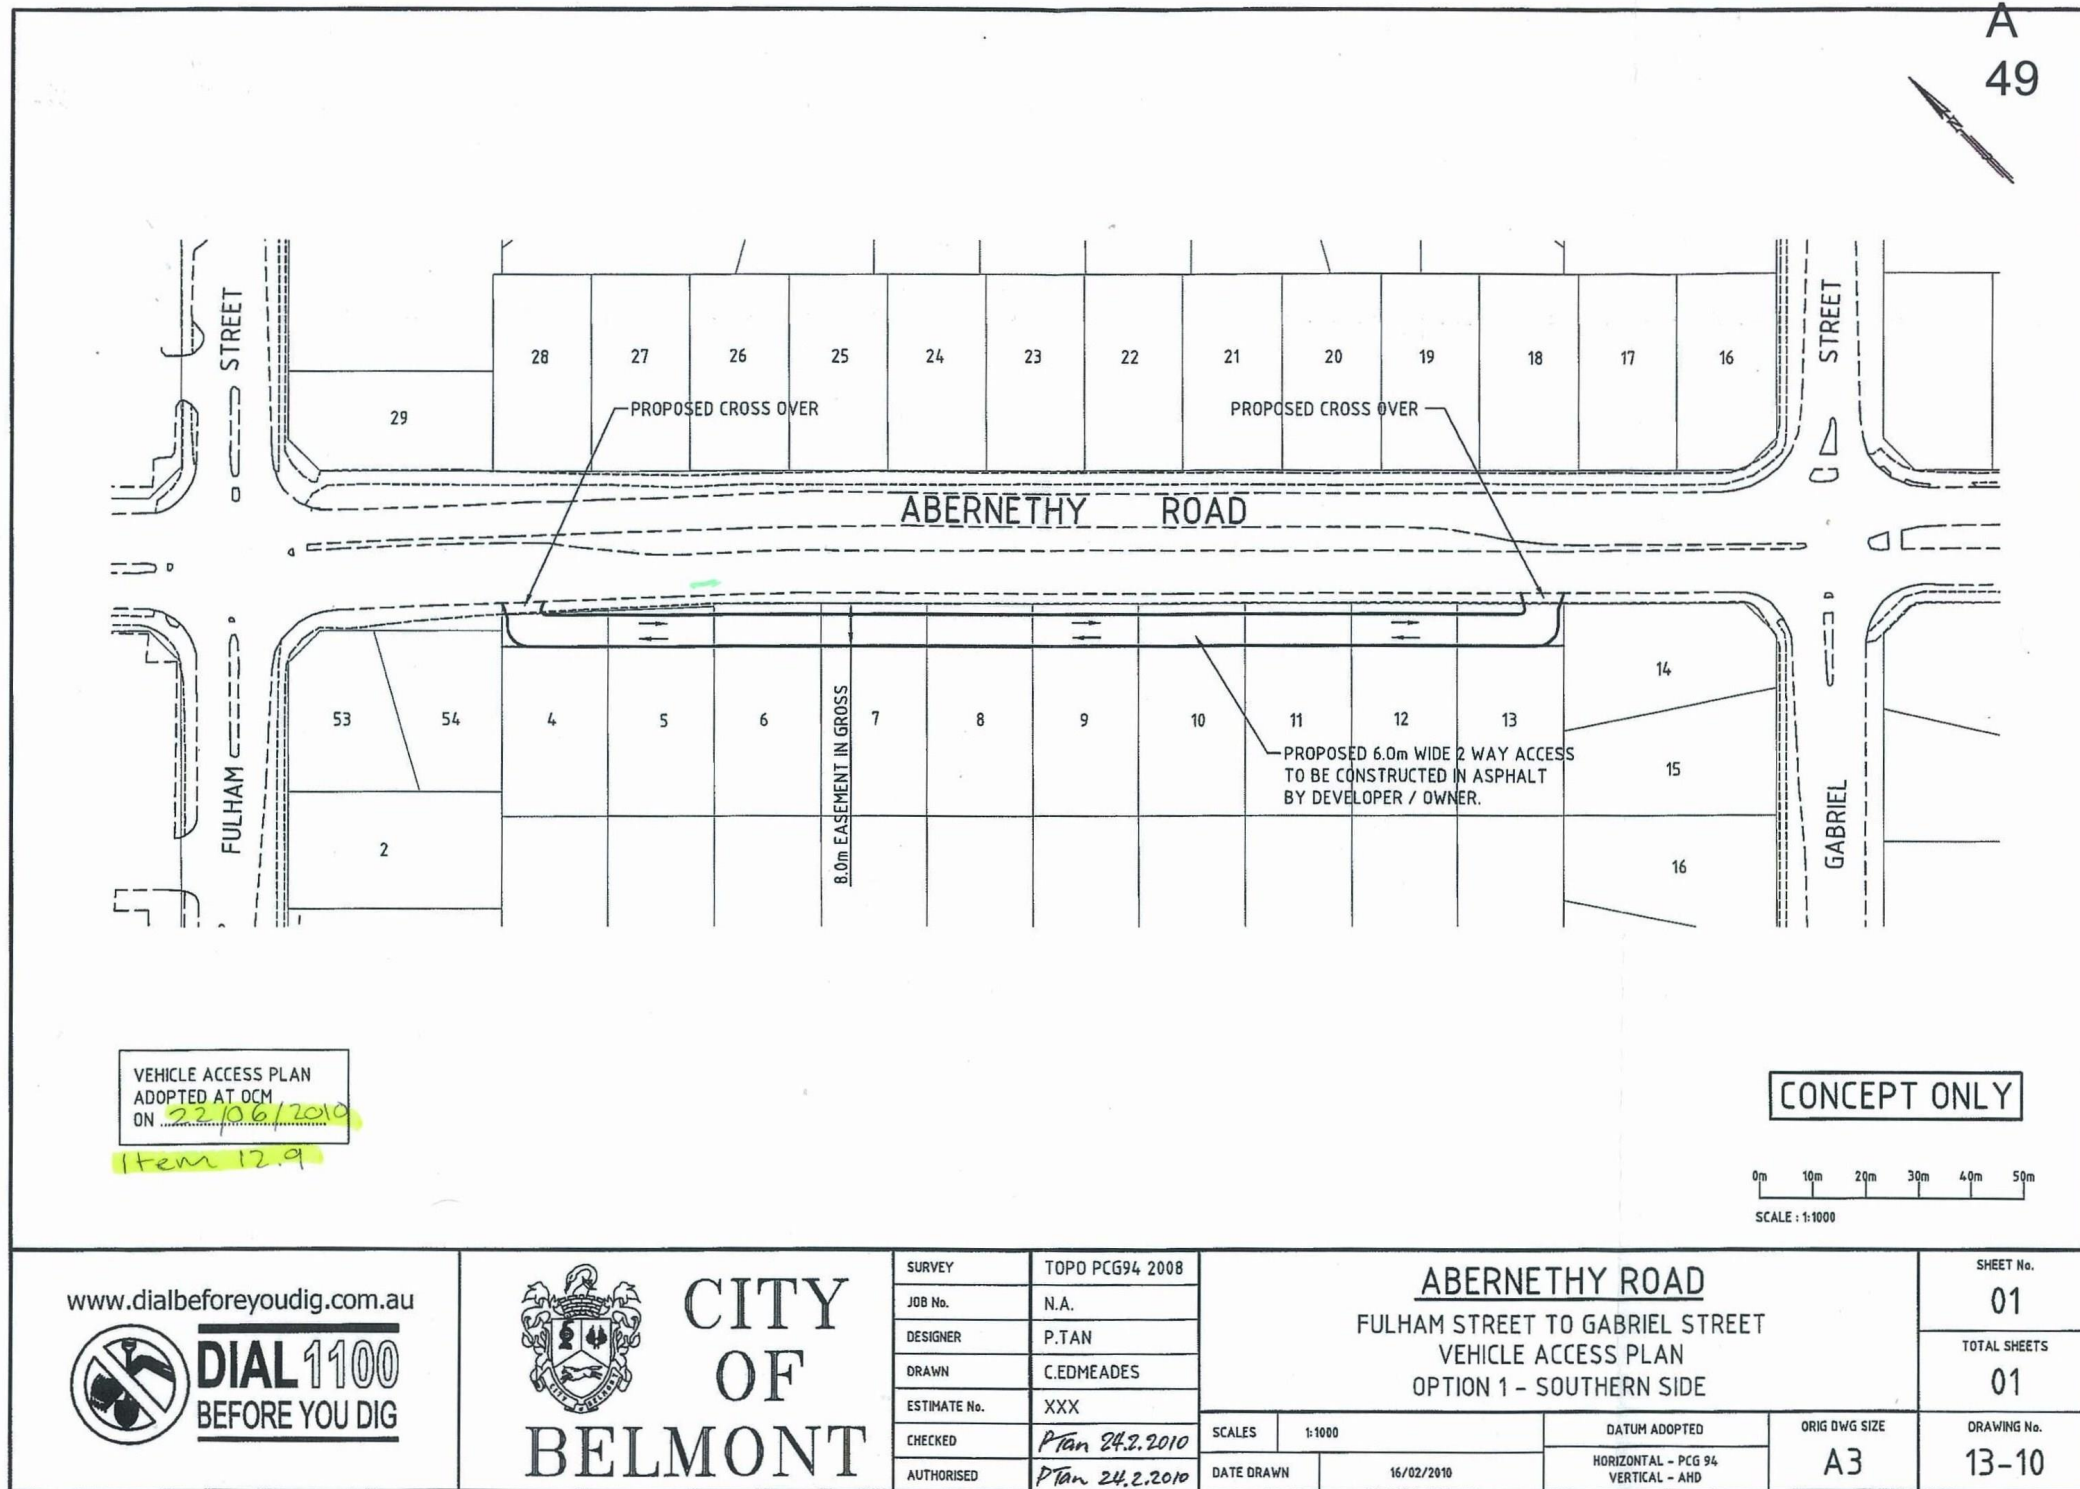 A
49
STREET
STREET
28
27
26
25
24
23
22
21
20
19
18
17
16
29
PROPOSED CROSS OVER
PROPOSED CROSS OVER
ABERNETHY ROAD
53
54
4
5
6
7
8
9
10
11
12
13
14
15
16
2
8.0m EASEMENT IN GROSS
FULHAM
GABRIEL
PROPOSED 6.0m WIDE 2 WAY ACCESS
TO BE CONSTRUCTED IN ASPHALT
BY DEVELOPER / OWNER.
VEHICLE ACCESS PLAN
ADOPTED AT OCM
ON 22/06/2010
Item 12.9
CONCEPT ONLY
0m 10m 20m 30m 40m 50m
SCALE : 1:1000
www.dialbeforeyoudig.com.au
DIAL 1100
BEFORE YOU DIG
CITY
OF
BELMONT
SURVEY TOPO PCG94 2008
JOB No. N.A.
DESIGNER P.TAN
DRAWN C.EDMEADES
ESTIMATE No. XXX
CHECKED PTan 24.2.2010
AUTHORISED PTan 24.2.2010
ABERNETHY ROAD
FULHAM STREET TO GABRIEL STREET
VEHICLE ACCESS PLAN
OPTION 1 - SOUTHERN SIDE
SCALES 1:1000
DATE DRAWN 16/02/2010
DATUM ADOPTED
HORIZONTAL - PCG 94
VERTICAL - AHD
ORIG DWG SIZE
A3
SHEET No.
01
TOTAL SHEETS
01
DRAWING No.
13-10